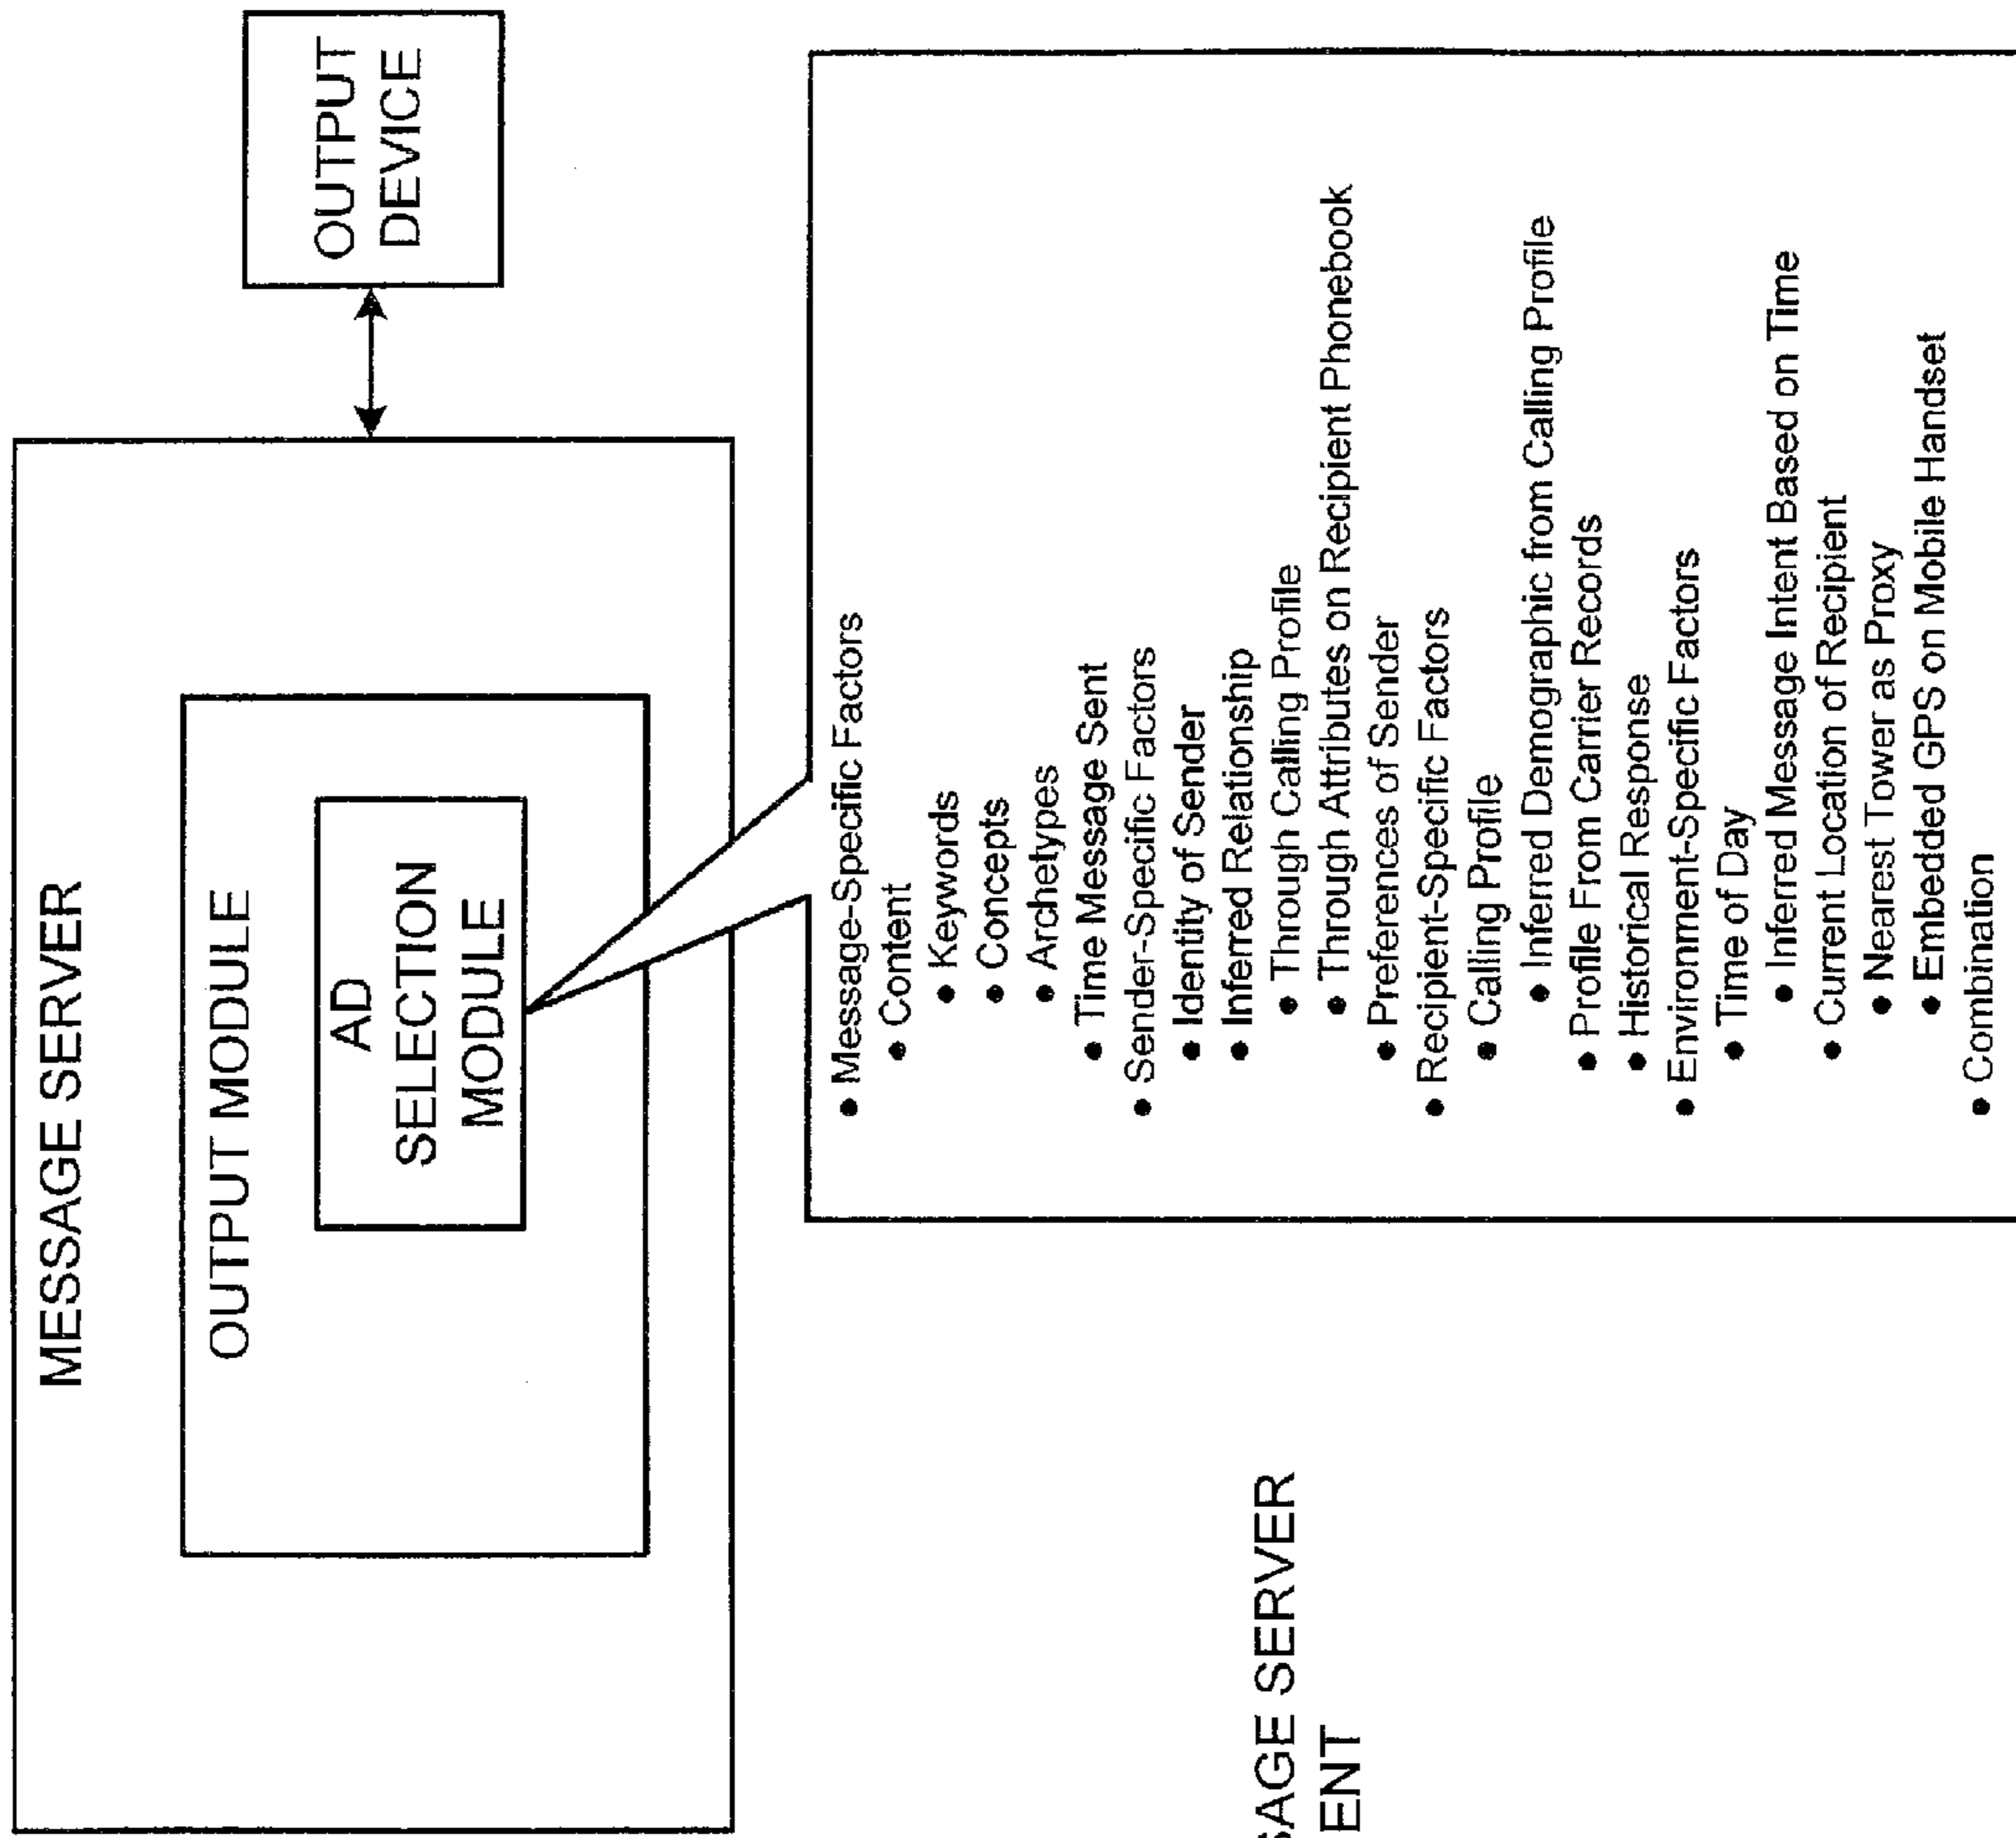 MESSAGE SERVER
OUTPUT MODULE
AD
SELECTION
MODULE
OUTPUT
DEVICE
• Message-Specific Factors
• Content
• Keywords
• Concepts
• Archetypes
• Time Message Sent
• Sender-Specific Factors
• Identity of Sender
• Inferred Relationship
• Through Calling Profile
• Through Attributes on Recipient Phonebook
• Preferences of Sender
• Recipient-Specific Factors
• Calling Profile
• Inferred Demographic from Calling Profile
• Profile From Carrier Records
• Historical Response
• Environment-Specific Factors
• Time of Day
• Inferred Message Intent Based on Time
• Current Location of Recipient
• Nearest Tower as Proxy
• Embedded GPS on Mobile Handset
• Combination
SERVER